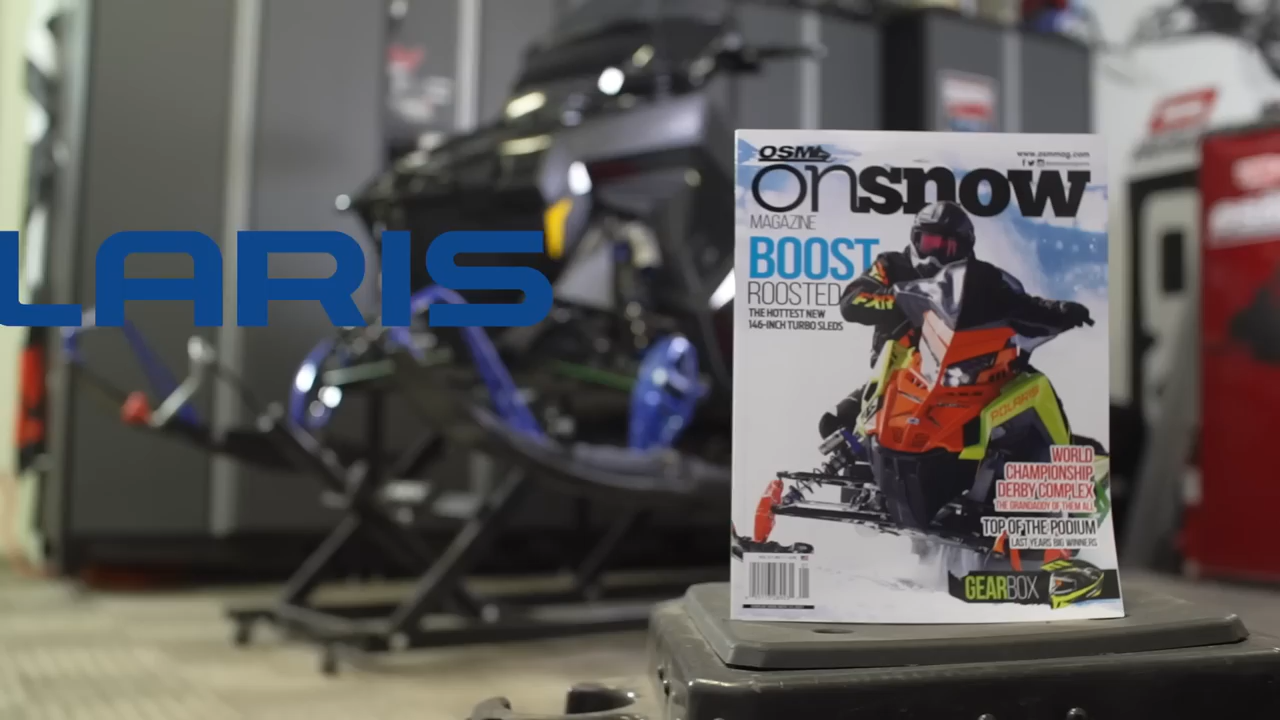 LARIS
OSM
www.osmmag.com
onsnow
MAGAZINE
BOOST
ROOSTED
THE HOTTEST NEW
146-INCH TURBO SLEDS
FXR
POLARIS
WORLD
CHAMPIONSHIP
DERBY COMPLEX
THE GRANDADDY OF THEM ALL
TOP OF THE PODIUM
LAST YEARS BIG WINNERS
GEARBOX